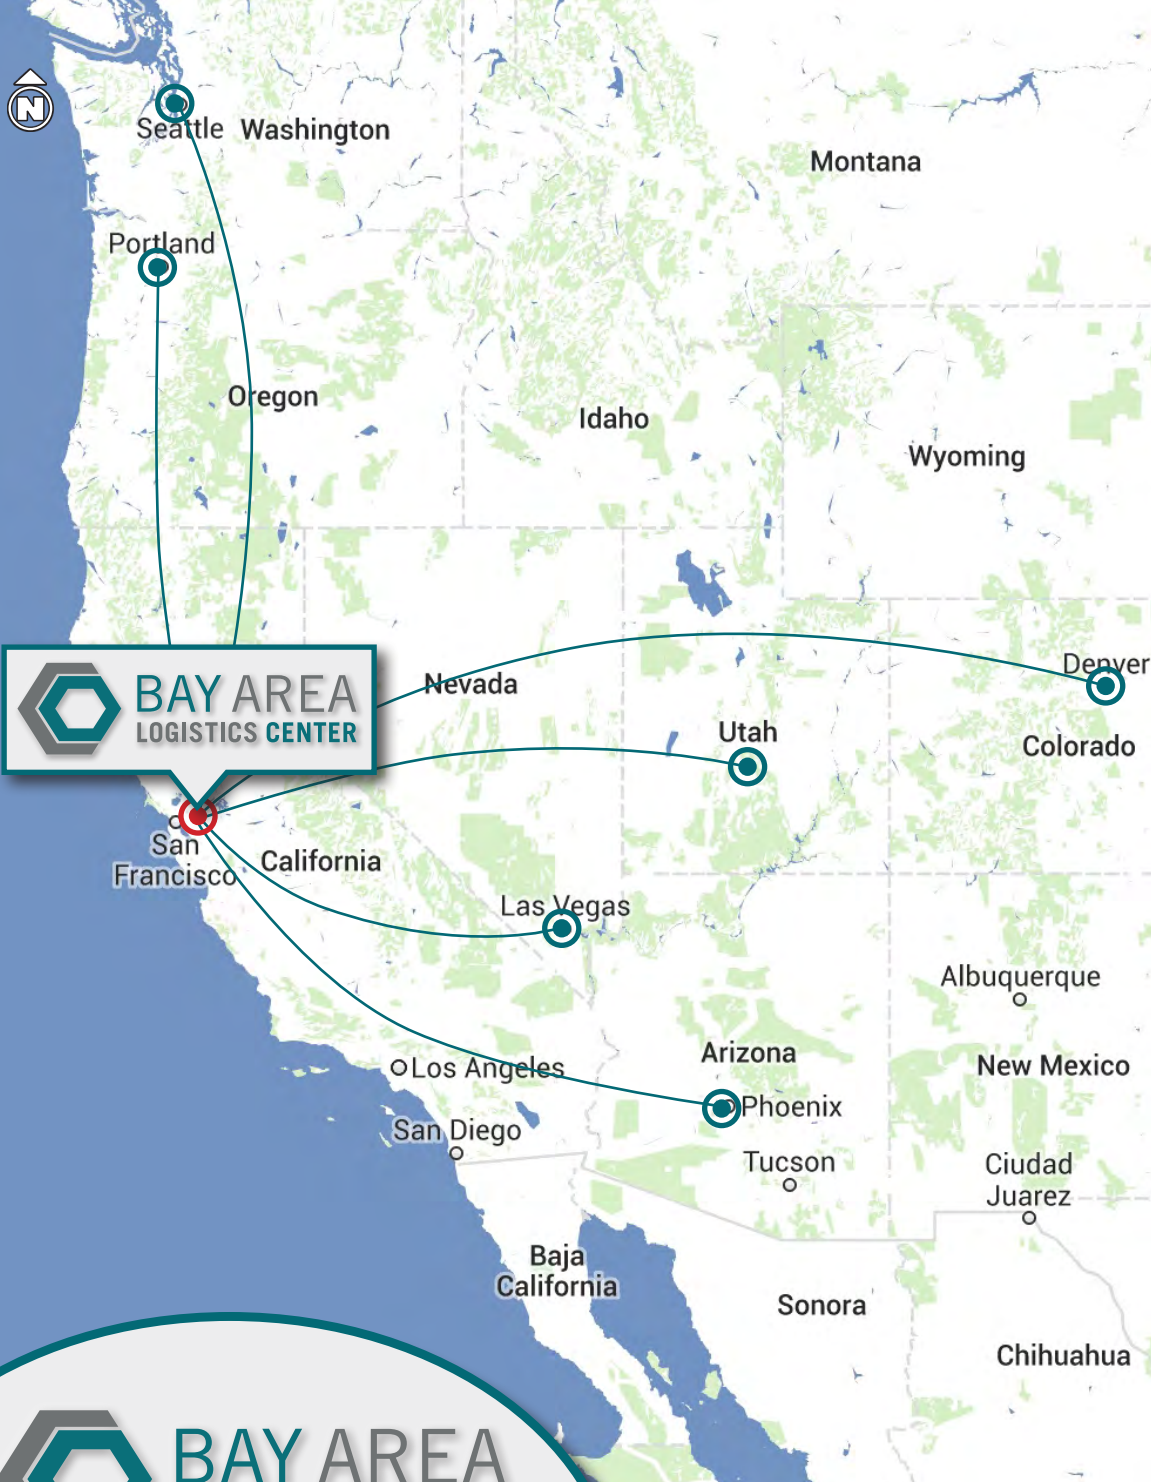 N
Seattle
Washington
Montana
Portland
Oregon
Idaho
Wyoming
Denver
BAY AREA
LOGISTICS CENTER
Nevada
Utah
Colorado
San
Francisco
California
Las Vegas
Albuquerque
Arizona
New Mexico
Los Angeles
Phoenix
San Diego
Tucson
Ciudad
Juarez
Baja
California
Sonora
Chihuahua
BAY AREA